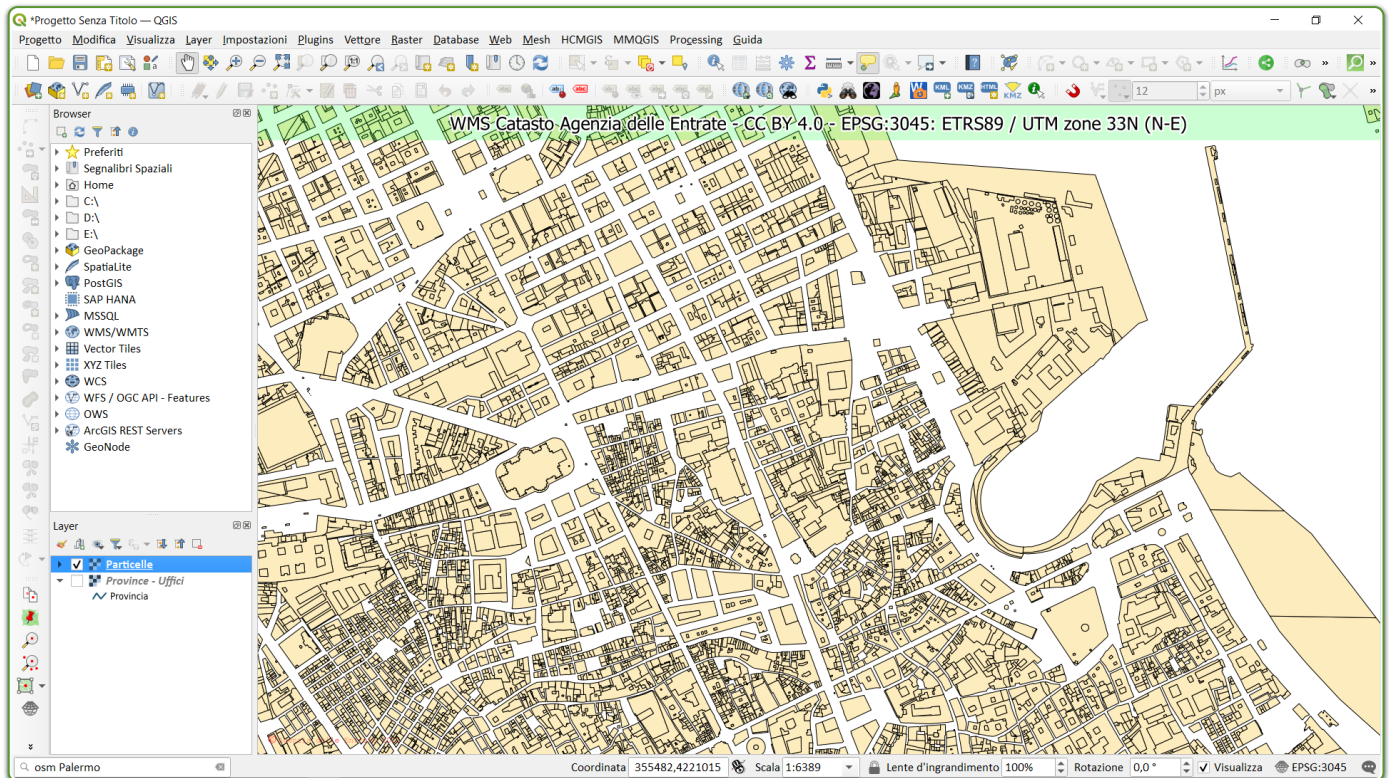 *Progetto Senza Titolo — QGIS
Progetto Modifica Visualizza Layer Impostazioni Plugins Vettore Raster Database Web Mesh HCMGIS MMQGIS Processing Guida
12 px
Browser
WMS Catasto Agenzia delle Entrate - CC BY 4.0 - EPSG:3045: ETRS89 / UTM zone 33N (N-E)
Preferiti
Segnalibri Spaziali
Home
C:\
D:\
E:\
GeoPackage
SpatiaLite
PostGIS
SAP HANA
MSSQL
WMS/WMTS
Vector Tiles
XYZ Tiles
WCS
WFS / OGC API - Features
OWS
ArcGIS REST Servers
GeoNode
Layer
Particelle
Province - Uffici
Provincia
osm Palermo
Coordinata 355482,4221015 Scala 1:6389 Lente d'ingrandimento 100% Rotazione 0,0 ° Visualizza EPSG:3045